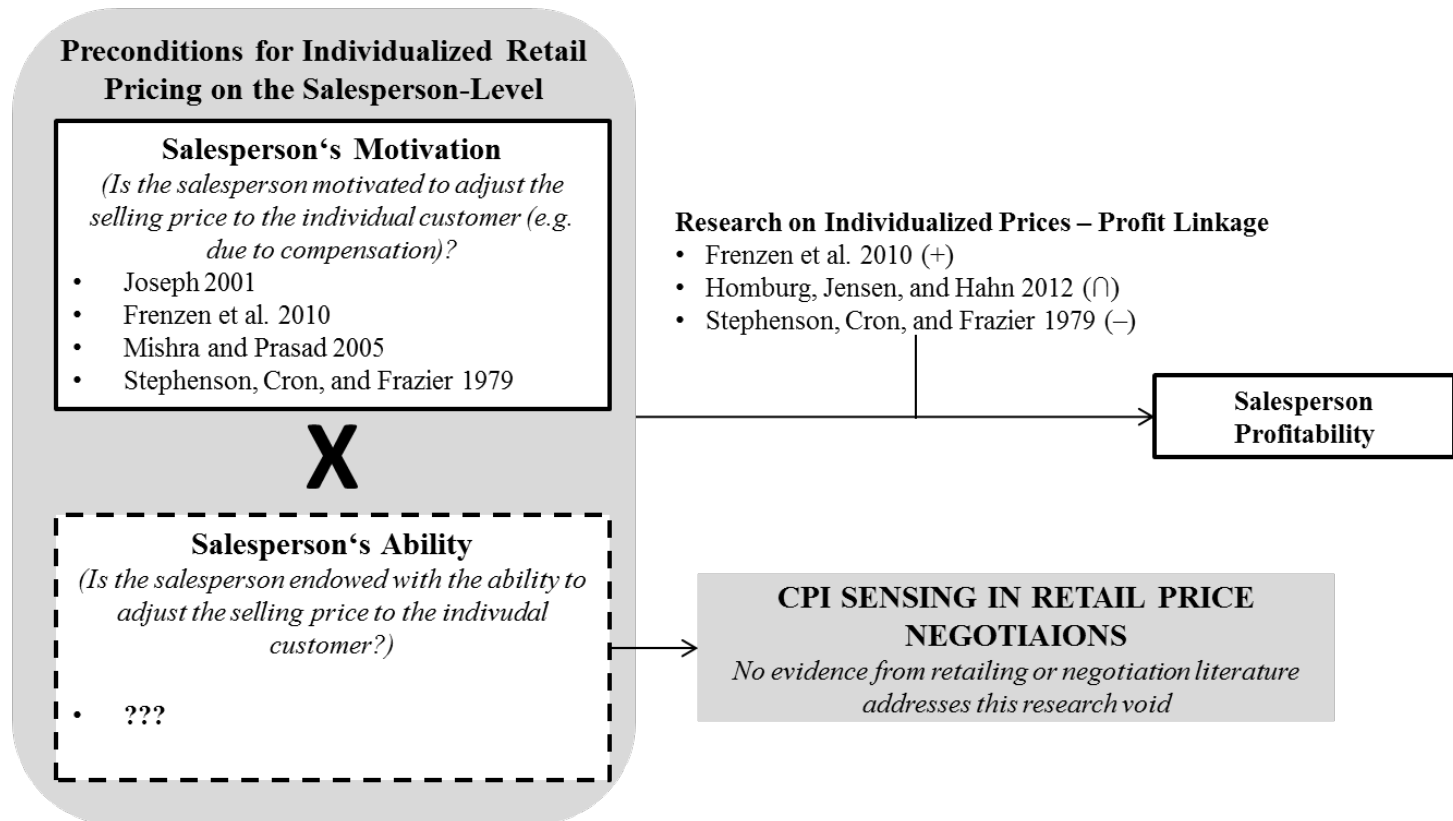 Preconditions for Individualized Retail
Pricing on the Salesperson-Level
Salesperson‘s Motivation
(Is the salesperson motivated to adjust the
selling price to the individual customer (e.g.
due to compensation)?
• Joseph 2001
• Frenzen et al. 2010
• Mishra and Prasad 2005
• Stephenson, Cron, and Frazier 1979
X
Salesperson‘s Ability
(Is the salesperson endowed with the ability to
adjust the selling price to the indivudal
customer?)
• ???
Research on Individualized Prices – Profit Linkage
• Frenzen et al. 2010 (+)
• Homburg, Jensen, and Hahn 2012 (∩)
• Stephenson, Cron, and Frazier 1979 (–)
Salesperson
Profitability
CPI SENSING IN RETAIL PRICE
NEGOTIAIONS
No evidence from retailing or negotiation literature
addresses this research void